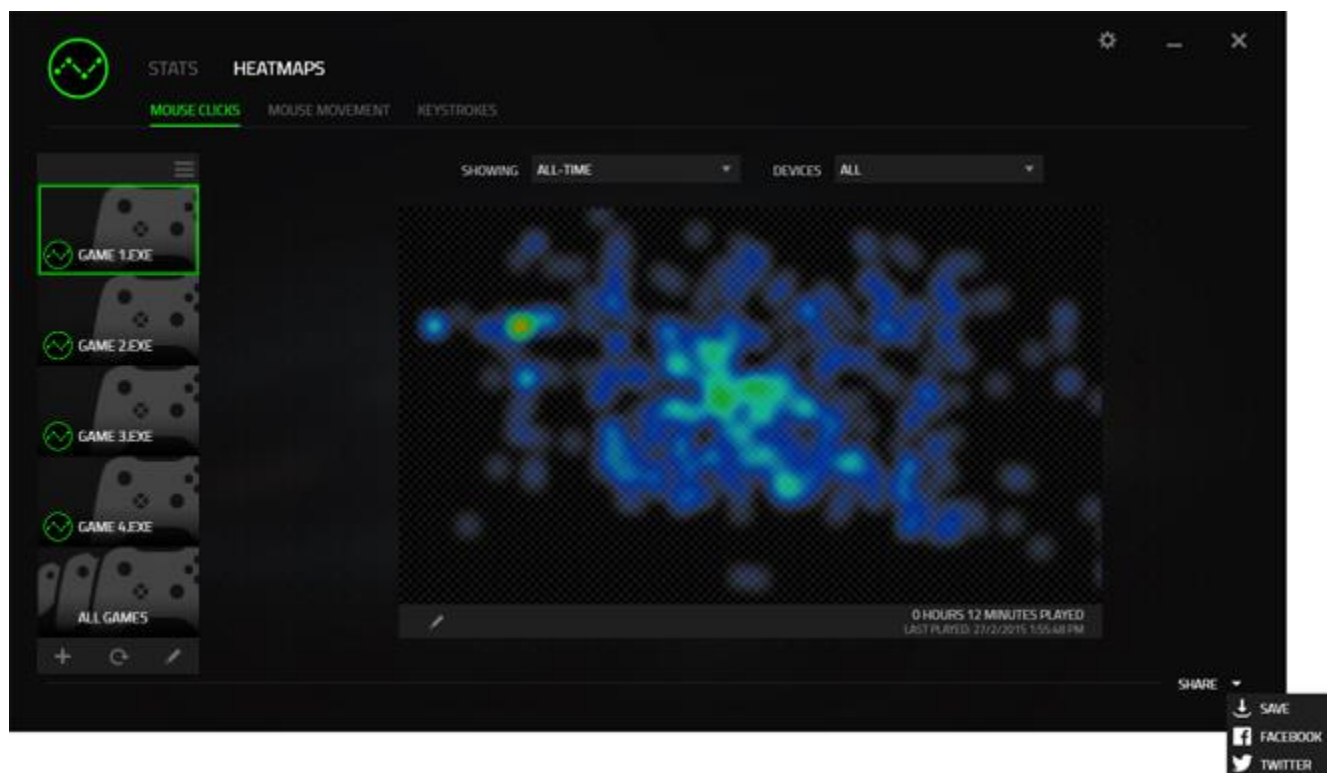 STATS HEATMAPS
MOUSE CLICKS MOUSE MOVEMENT KEYSTROKES
SHOWING ALL-TIME DEVICES ALL
GAME 1.EXE
GAME 2.EXE
GAME 3.EXE
GAME 4.EXE
ALL GAMES
0 HOURS 12 MINUTES PLAYED
LAST PLAYED: 27/2/2015 1:55:48 PM
SHARE
SAVE
FACEBOOK
TWITTER